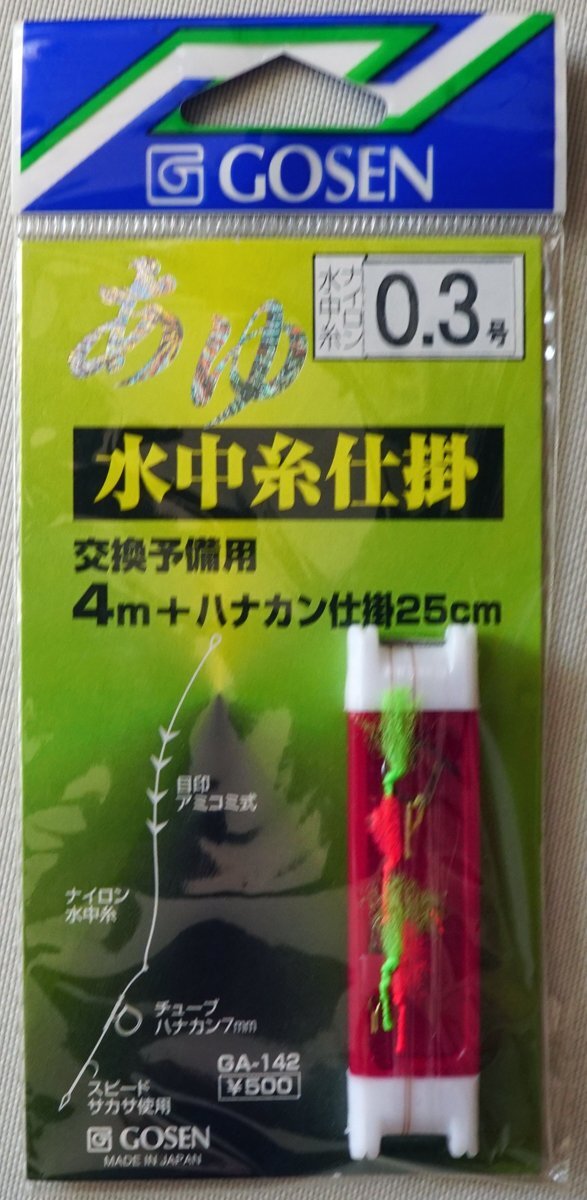 GOSEN
あゆ
ナイロン
水中糸
0.3号
水中糸仕掛
交換予備用
4m+ハナカン仕掛25cm
目印
アミコミ式
ナイロン
水中糸
チューブ
ハナカン7mm
スピード
サカサ使用
GA-142
¥500
GOSEN
MADE IN JAPAN